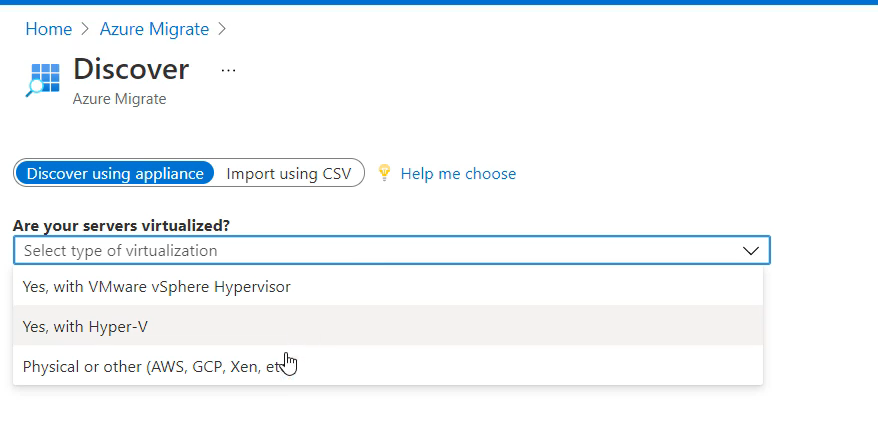 Home > Azure Migrate >
Discover ...
Azure Migrate
Discover using appliance Import using CSV Help me choose
Are your servers virtualized?
Select type of virtualization
Yes, with VMware vSphere Hypervisor
Yes, with Hyper-V
Physical or other (AWS, GCP, Xen, et